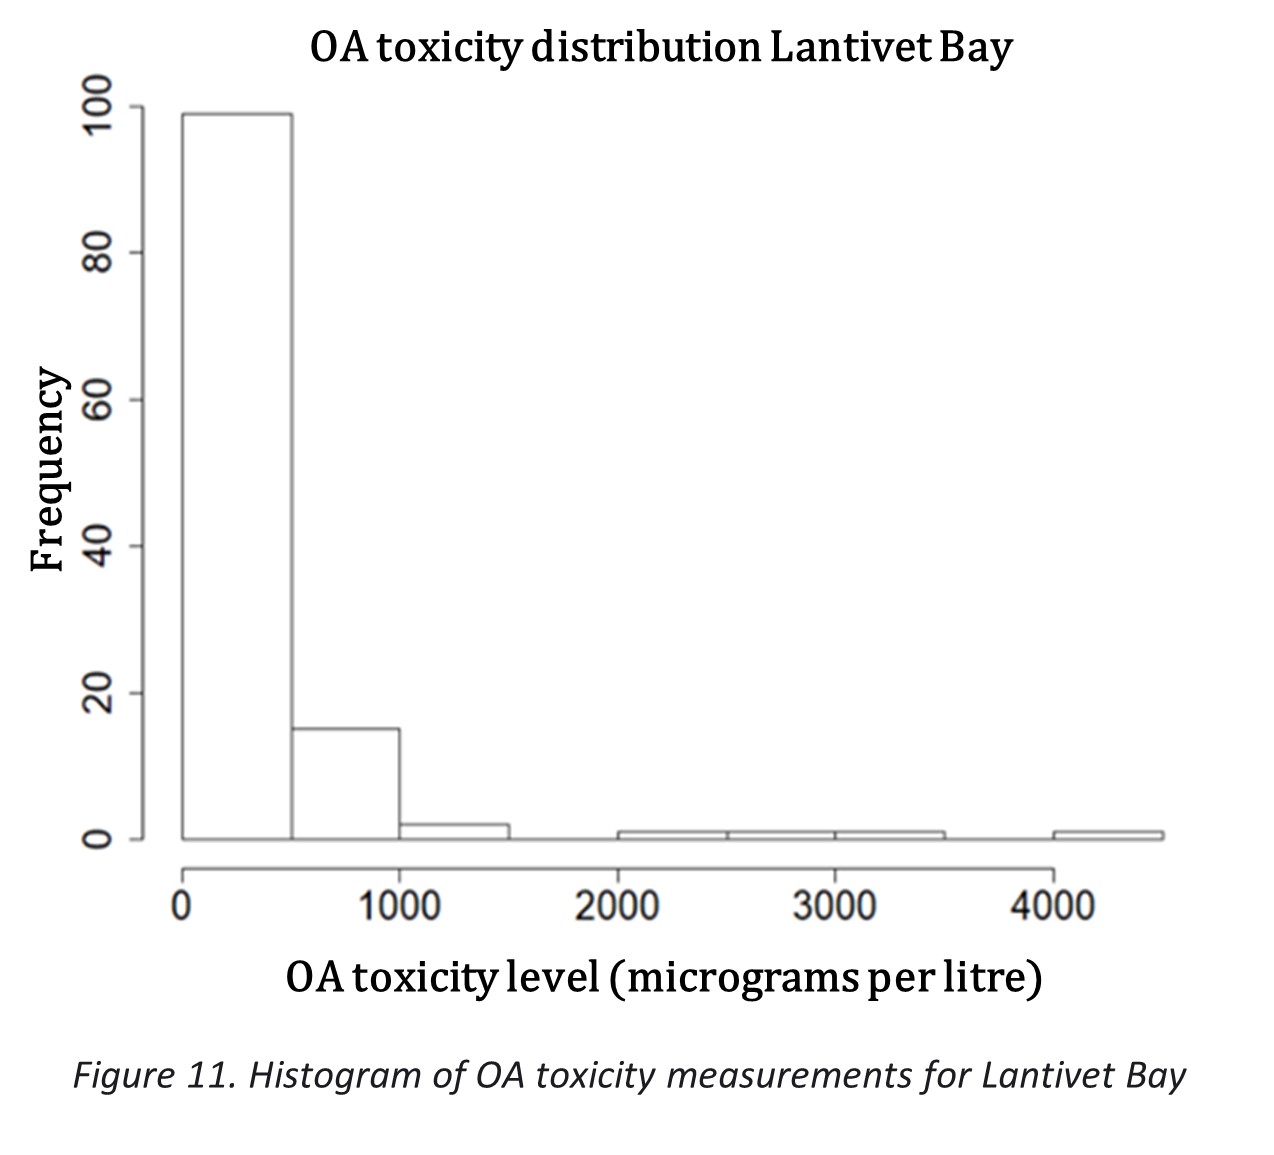 OA toxicity distribution Lantivet Bay
100
80
60
40
20
0
Frequency
0 1000 2000 3000 4000
OA toxicity level (micrograms per litre)
Figure 11. Histogram of OA toxicity measurements for Lantivet Bay